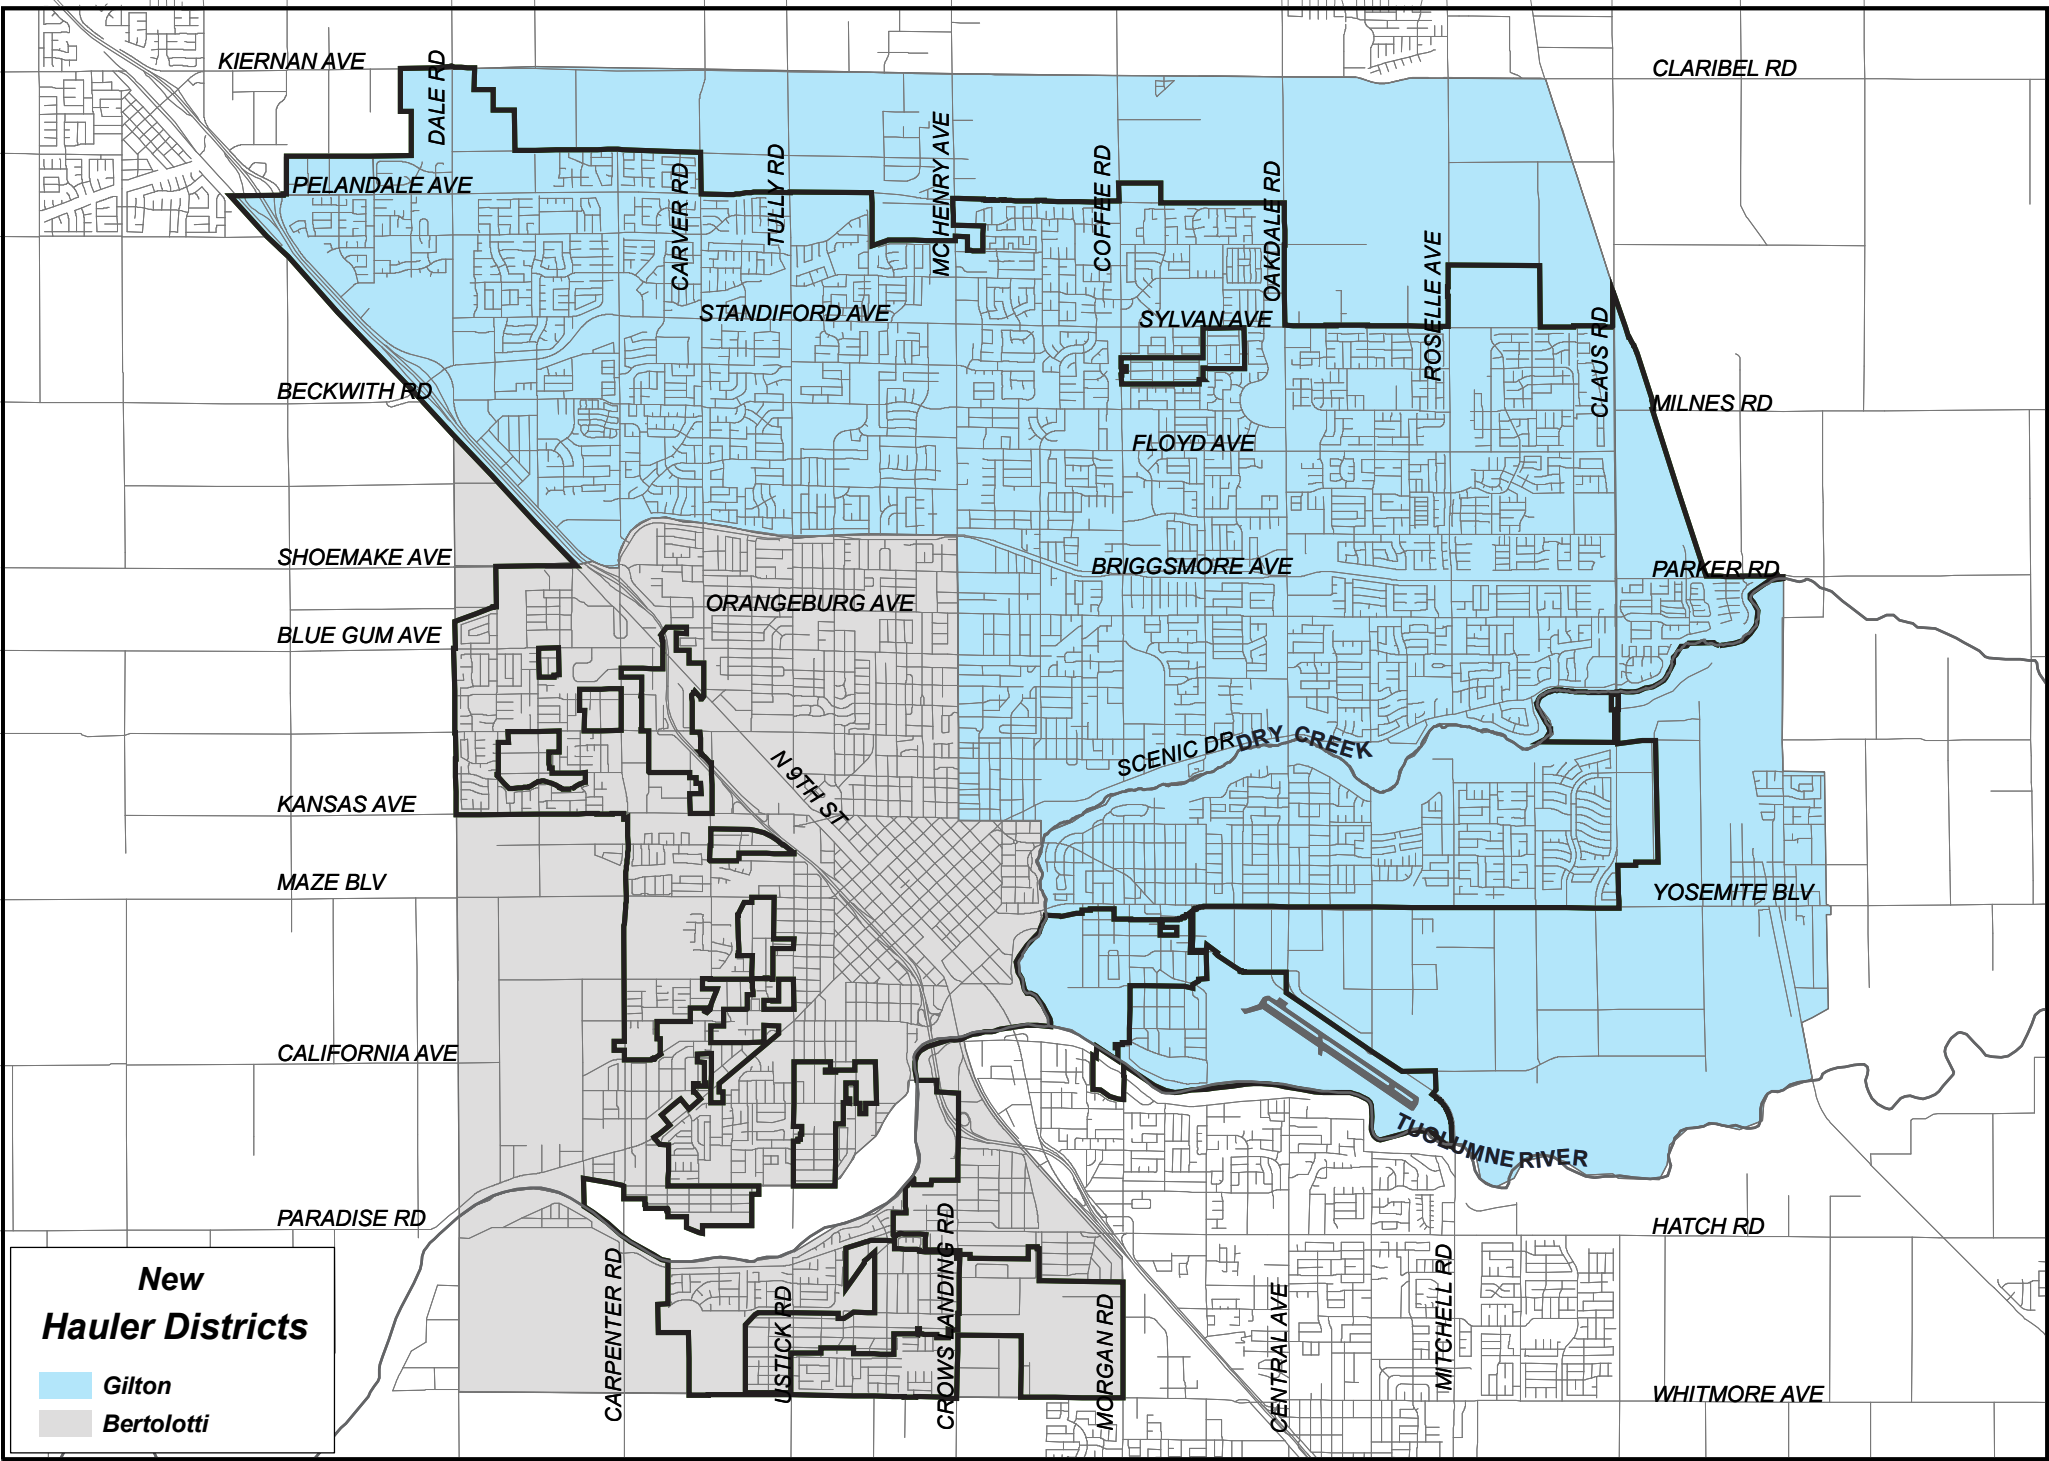 KIERNAN AVE
CLARIBEL RD
DALE RD
PELANDALE AVE
CARVER RD
TULLY RD
MCHENRY AVE
COFFEE RD
OAKDALE RD
ROSELLE AVE
CLAUS RD
STANDIFORD AVE
SYLVAN AVE
BECKWITH RD
MILNES RD
FLOYD AVE
SHOEMAKE AVE
BRIGGSMORE AVE
PARKER RD
ORANGEBURG AVE
BLUE GUM AVE
SCENIC DR
DRY CREEK
N 9TH ST
KANSAS AVE
MAZE BLV
YOSEMITE BLV
CALIFORNIA AVE
TUOLUMNE RIVER
PARADISE RD
HATCH RD
CARPENTER RD
USTICK RD
CROWS LANDING RD
MORGAN RD
CENTRAL AVE
MITCHELL RD
WHITMORE AVE
New
Hauler Districts
Gilton
Bertolotti